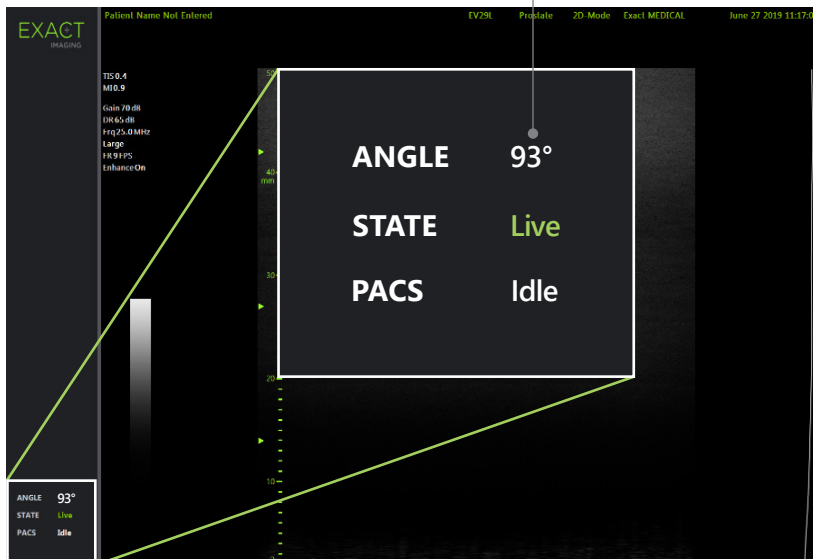 EXACT
IMAGING
Patient Name Not Entered
EV29L Prostate 2D-Mode Exact MEDICAL June 27 2019 11:17:0
TIS 0.4
MI 0.9
Gain 70 dB
DR 65 dB
Frq 25.0 MHz
Large
FR 9 FPS
Enhance On
50
40
mm
30
20
10
ANGLE 93°
STATE Live
PACS Idle
ANGLE 93°
STATE Live
PACS Idle